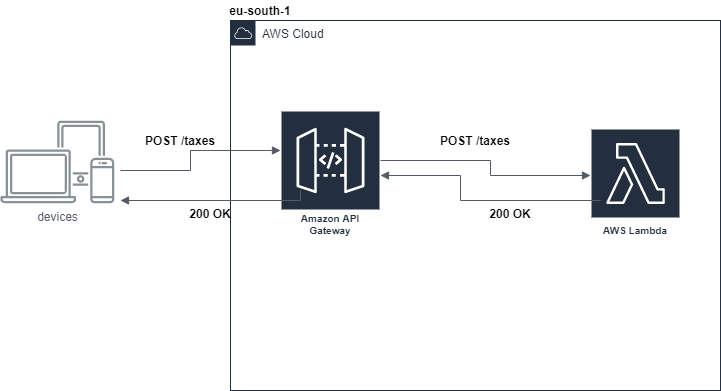 eu-south-1
AWS Cloud
POST /taxes
POST /taxes
</>
devices
200 OK
200 OK
Amazon API
Gateway
AWS Lambda